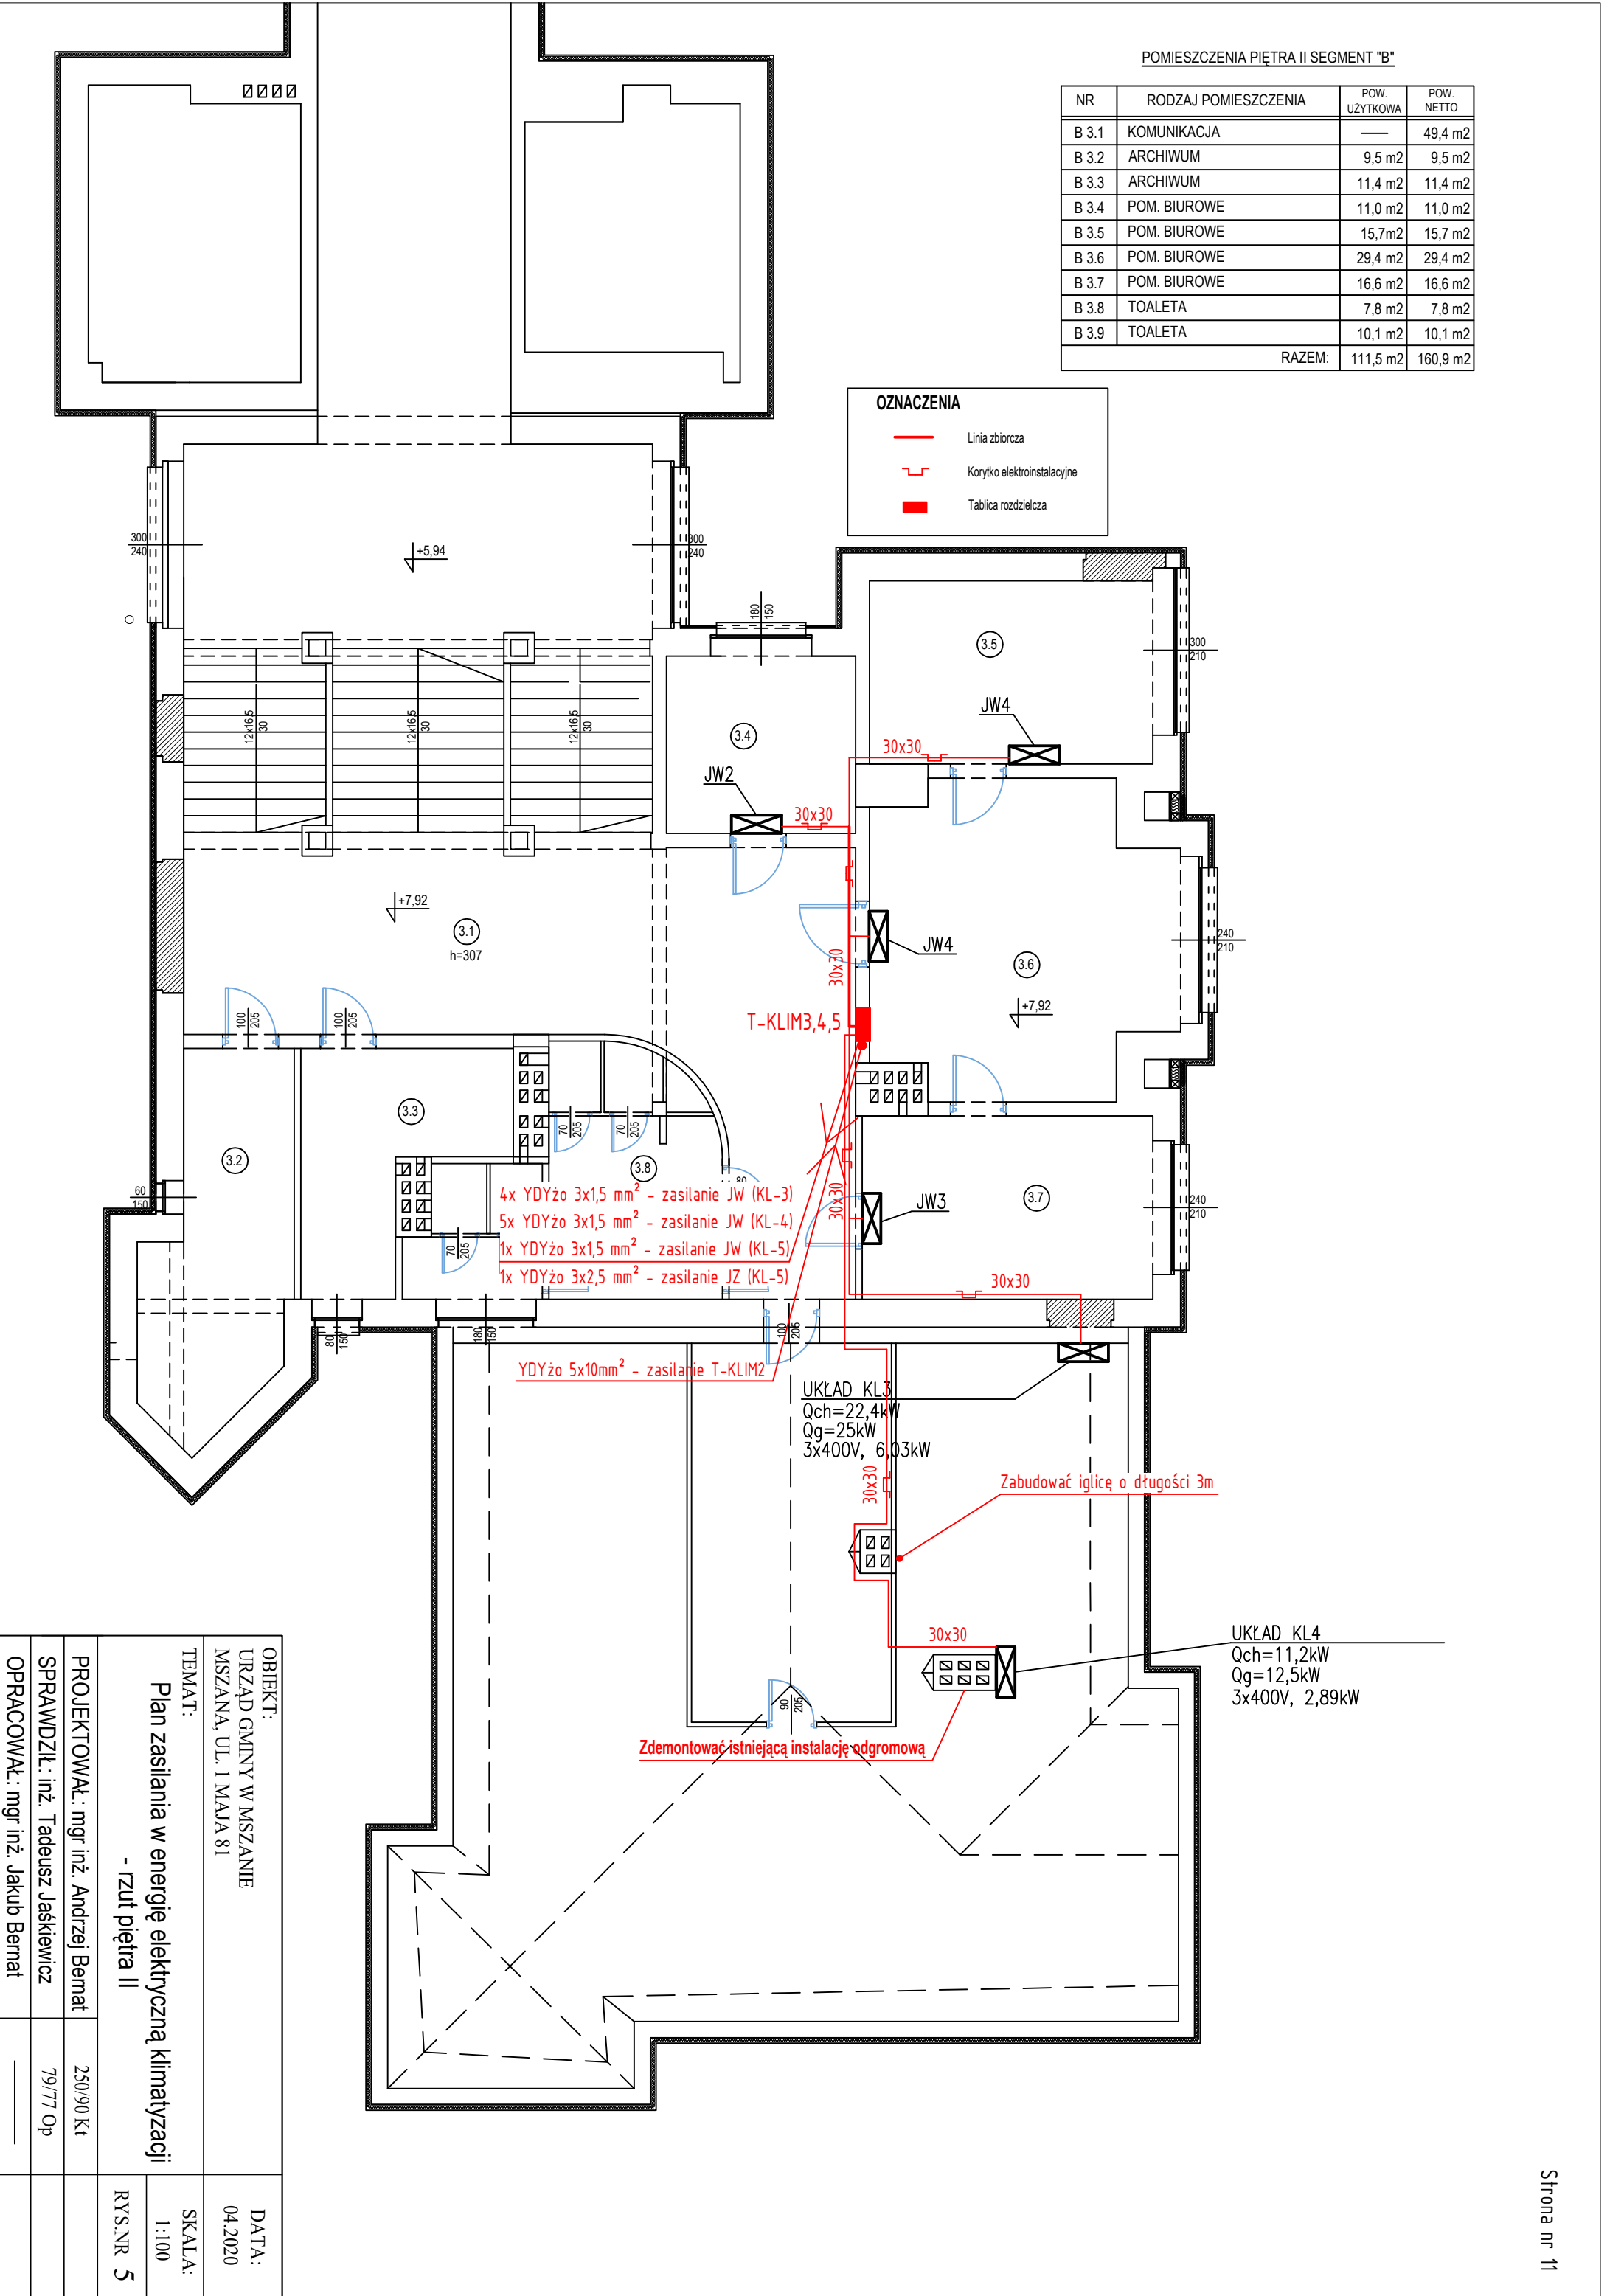 POMIESZCZENIA PIĘTRA II SEGMENT "B"
NR RODZAJ POMIESZCZENIA POW. UŻYTKOWA POW. NETTO
B 3.1 KOMUNIKACJA — 49,4 m2
B 3.2 ARCHIWUM 9,5 m2 9,5 m2
B 3.3 ARCHIWUM 11,4 m2 11,4 m2
B 3.4 POM. BIUROWE 11,0 m2 11,0 m2
B 3.5 POM. BIUROWE 15,7m2 15,7 m2
B 3.6 POM. BIUROWE 29,4 m2 29,4 m2
B 3.7 POM. BIUROWE 16,6 m2 16,6 m2
B 3.8 TOALETA 7,8 m2 7,8 m2
B 3.9 TOALETA 10,1 m2 10,1 m2
RAZEM: 111,5 m2 160,9 m2
OZNACZENIA
Linia zbiorcza
Korytko elektroinstalacyjne
Tablica rozdzielcza
300
240
+5,94
300
240
180
150
3.5
300
210
JW4
12x16,5
30
12x16,5
30
12x16,5
30
3.4
30x30
JW2
30x30
+7,92
3.1
h=307
JW4
30x30
3.6
+7,92
240
210
T-KLIM3,4,5
100
205
100
205
3.3
70
205
70
205
3.2
3.8
80
60
150
4x YDYżo 3x1,5 mm² - zasilanie JW (KL-3)
5x YDYżo 3x1,5 mm² - zasilanie JW (KL-4)
1x YDYżo 3x1,5 mm² - zasilanie JW (KL-5)
1x YDYżo 3x2,5 mm² - zasilanie JZ (KL-5)
70
205
30x30
JW3
3.7
240
210
30x30
80
150
180
150
100
205
YDYżo 5x10mm² - zasilanie T-KLIM2
UKŁAD KL3
Qch=22,4kW
Qg=25kW
3x400V, 6,03kW
30x30
Zabudować iglicę o długości 3m
30x30
UKŁAD KL4
Qch=11,2kW
Qg=12,5kW
3x400V, 2,89kW
90
205
Zdemontować istniejącą instalację odgromową
OBIEKT:
URZĄD GMINY W MSZANIE
MSZANA, UL. 1 MAJA 81
DATA:
04.2020
TEMAT:
Plan zasilania w energię elektryczną klimatyzacji
- rzut piętra II
SKALA:
1:100
RYS.NR 5
PROJEKTOWAŁ: mgr inż. Andrzej Bernat 250/90 Kt
SPRAWDZIŁ: inż. Tadeusz Jaśkiewicz 79/77 Op
OPRACOWAŁ: mgr inż. Jakub Bernat
Strona nr 11